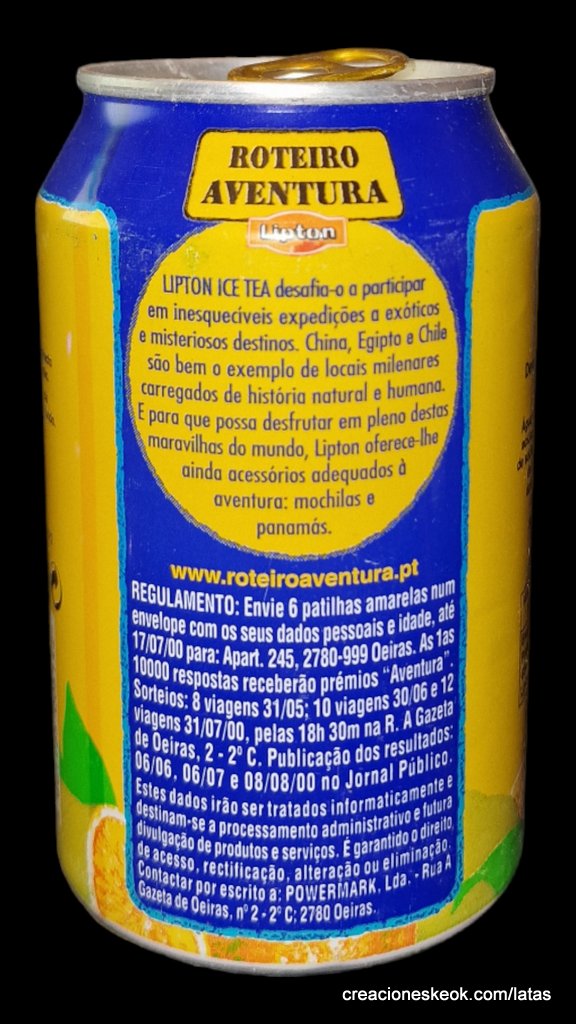 ROTEIRO
AVENTURA
Lipton
LIPTON ICE TEA desafia-o a participar
em inesquecíveis expedições a exóticos
e misteriosos destinos. China, Egipto e Chile
são bem o exemplo de locais milenares
carregados de história natural e humana.
E para que possa desfrutar em pleno destas
maravilhas do mundo, Lipton oferece-lhe
ainda acessórios adequados à
aventura: mochilas e
panamás.
www.roteiroaventura.pt
REGULAMENTO: Envie 6 patilhas amarelas num
envelope com os seus dados pessoais e idade, até
17/07/00 para: Apart. 245, 2780-999 Oeiras. As 1as
10000 respostas receberão prémios "Aventura".
Sorteios: 8 viagens 31/05; 10 viagens 30/06 e 12
viagens 31/07/00, pelas 18h 30m na R. A Gazeta
de Oeiras, 2 - 2º C. Publicação dos resultados:
06/06, 06/07 e 08/08/00 no Jornal Público.
Estes dados irão ser tratados informaticamente e
destinam-se a processamento administrativo e futura
divulgação de produtos e serviços. É garantido o direito
de acesso, rectificação, alteração ou eliminação.
Contactar por escrito a: POWERMARK, Lda. - Rua A
Gazeta de Oeiras, nº 2 - 2º C; 2780 Oeiras.
creacioneskeok.com/latas